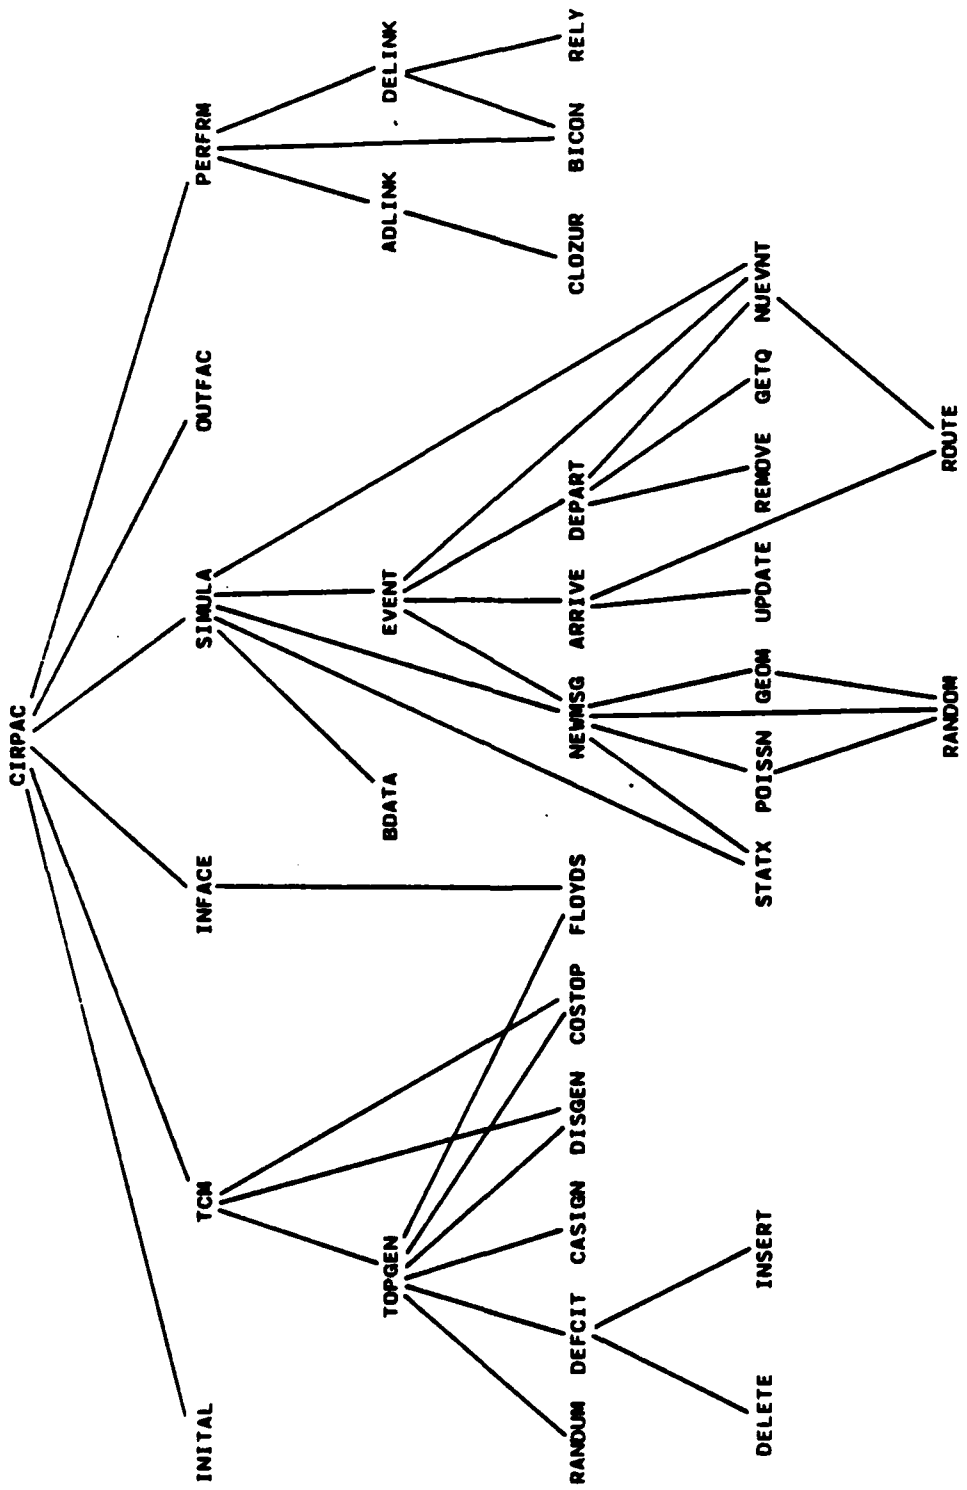 CIRPAC
INITAL TCM INFACE SIMULA OUTFAC PERFRM
TOPGEN BDATA EVENT ADLINK DELINK
RANDUM DEFCIT CASIGN DISGEN COSTOP FLOYDS NEWMSG ARRIVE DEPART CLOZUR BICON RELY
DELETE INSERT STATX POISSN GEOM UPDATE REMOVE GETQ NUEVNT
RANDOM ROUTE